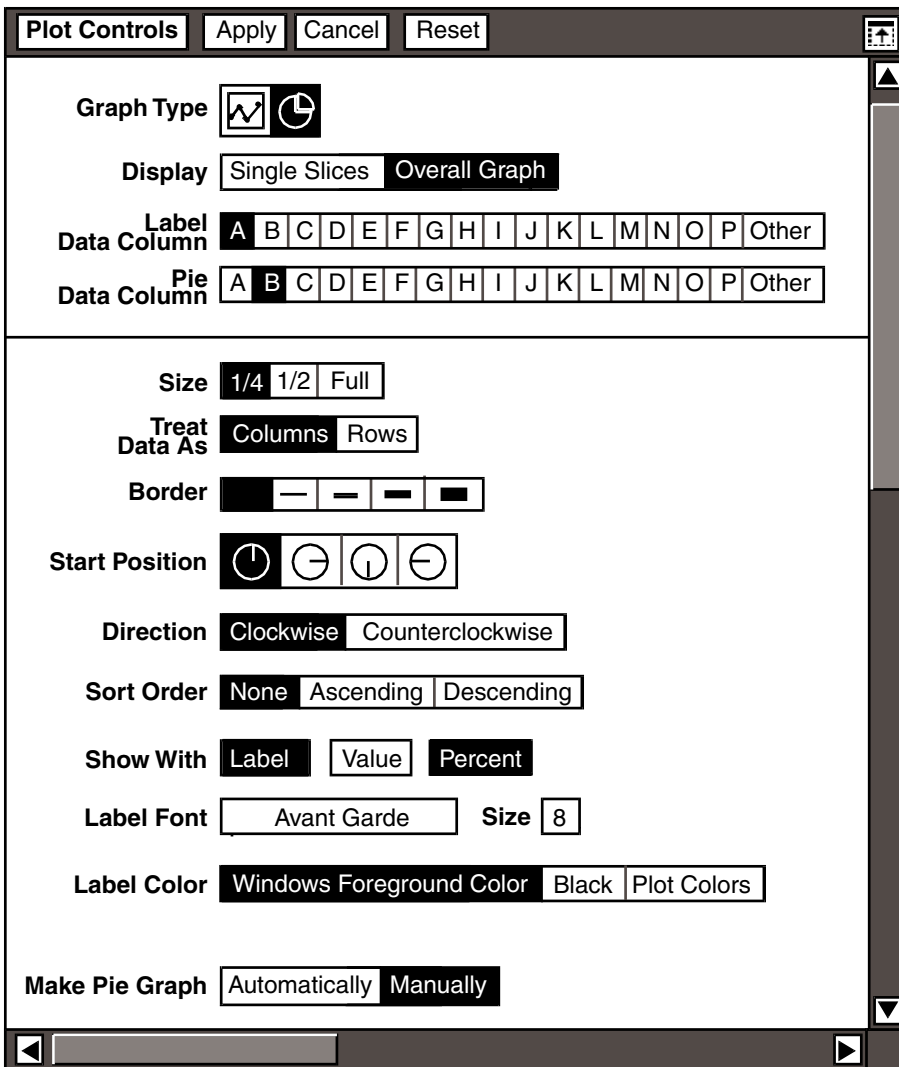 Plot Controls Apply Cancel Reset
Graph Type
Display Single Slices Overall Graph
Label
Data Column A B C D E F G H I J K L M N O P Other
Pie
Data Column A B C D E F G H I J K L M N O P Other
Size 1/4 1/2 Full
Treat
Data As Columns Rows
Border
Start Position
Direction Clockwise Counterclockwise
Sort Order None Ascending Descending
Show With Label Value Percent
Label Font Avant Garde Size 8
Label Color Windows Foreground Color Black Plot Colors
Make Pie Graph Automatically Manually